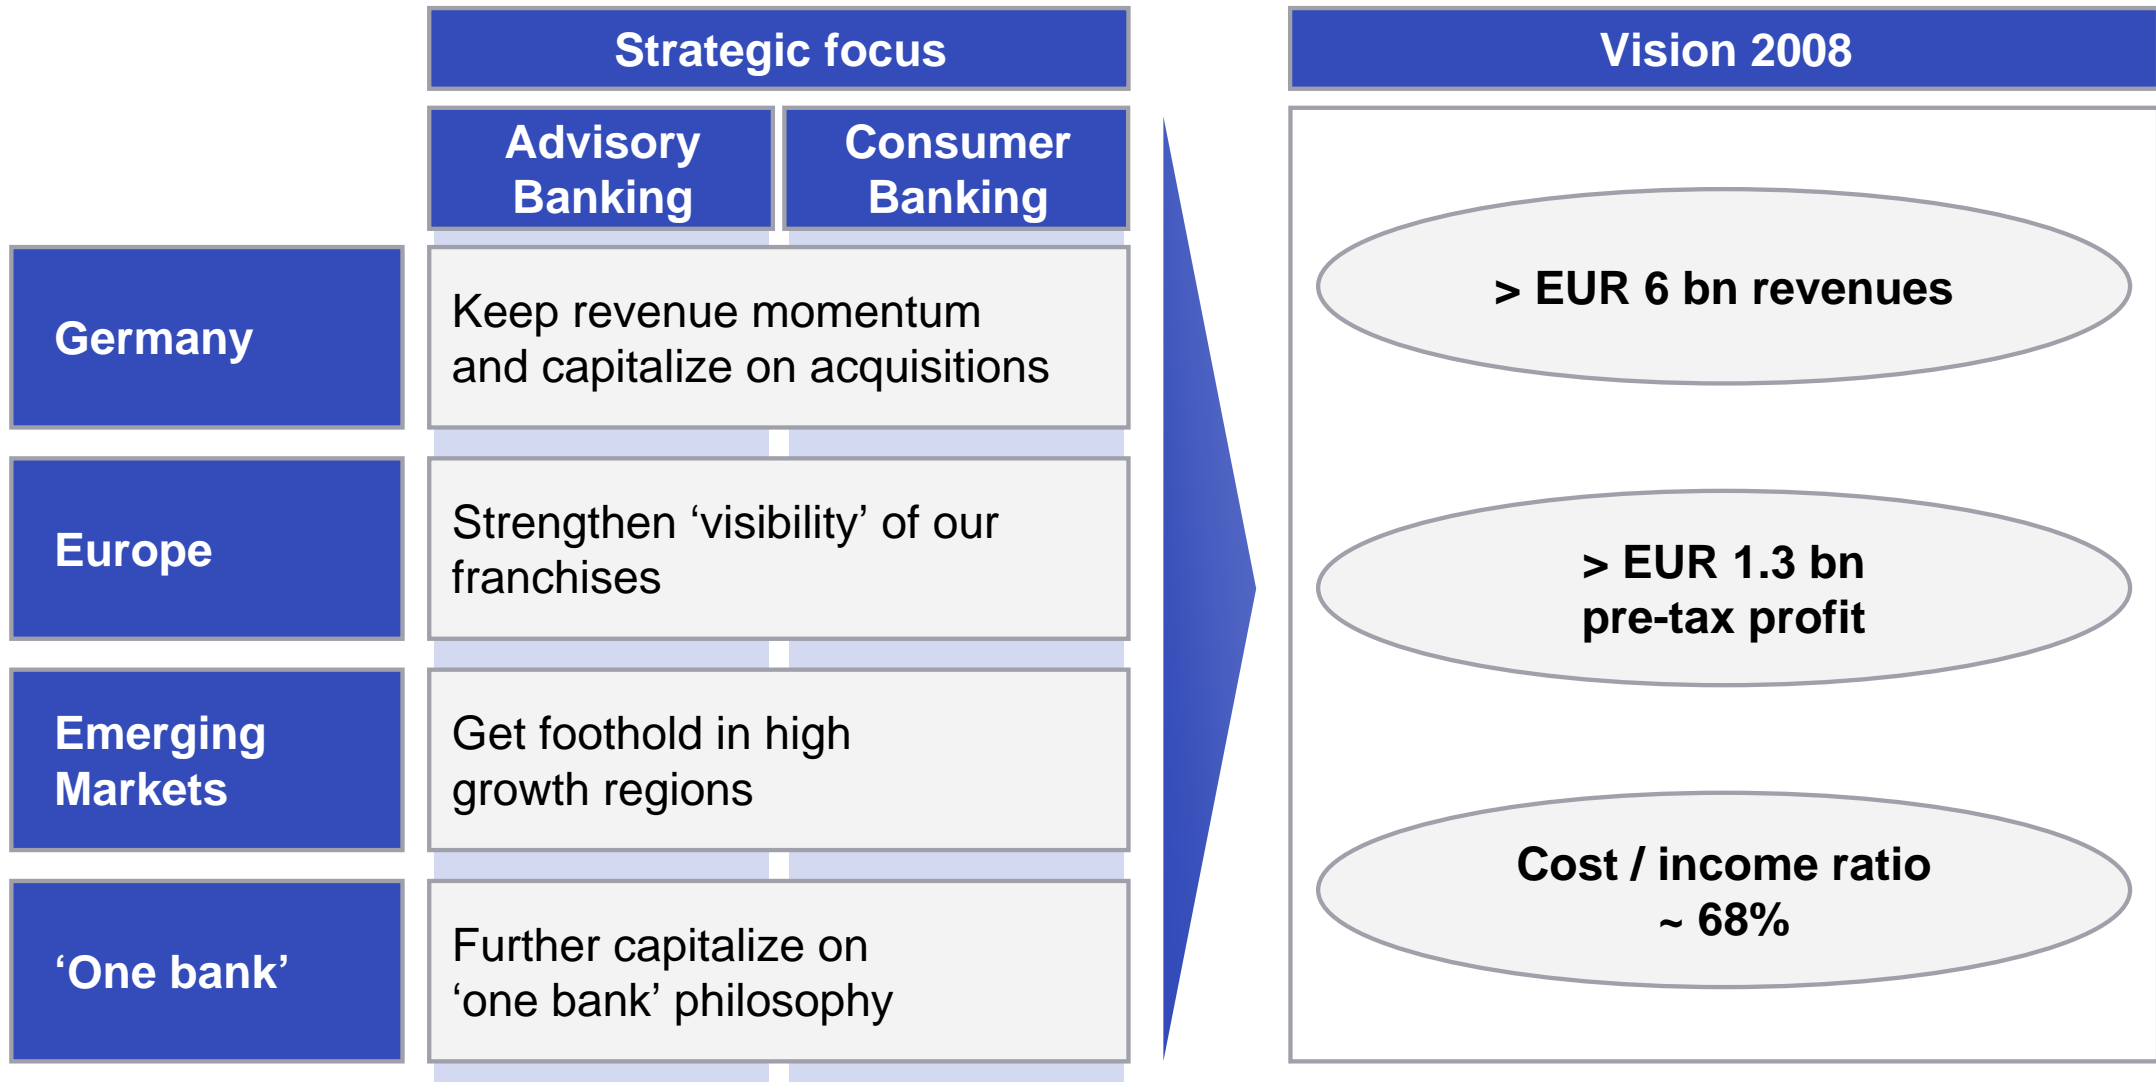 Strategic focus
Vision 2008
Advisory
Banking
Consumer
Banking
Germany
Keep revenue momentum
and capitalize on acquisitions
Europe
Strengthen ‘visibility’ of our
franchises
Emerging
Markets
Get foothold in high
growth regions
‘One bank’
Further capitalize on
‘one bank’ philosophy
> EUR 6 bn revenues
> EUR 1.3 bn
pre-tax profit
Cost / income ratio
~ 68%